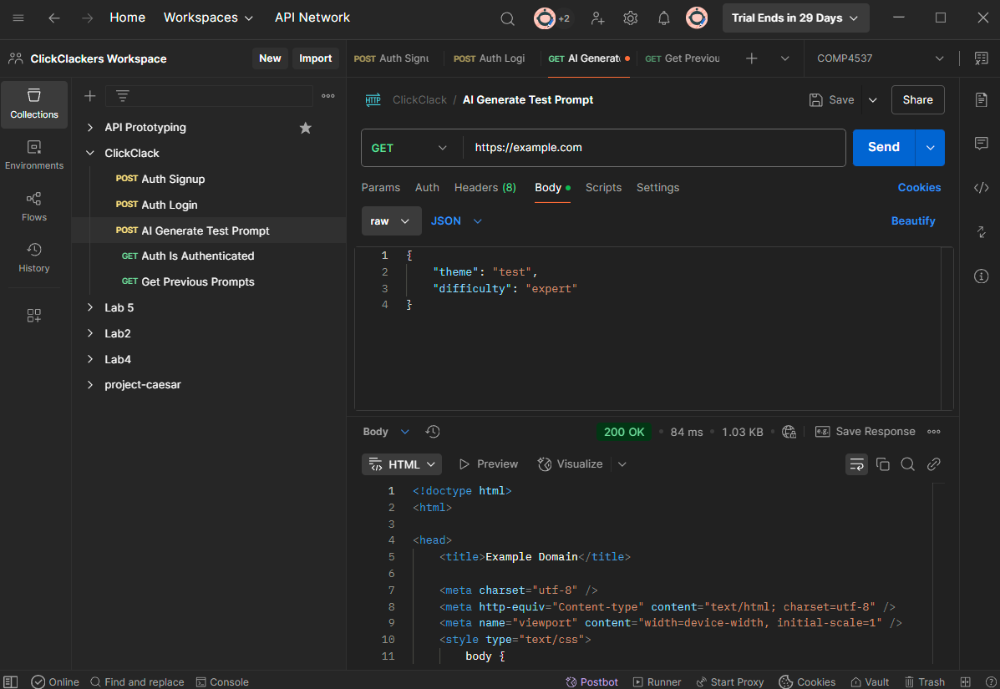 Home Workspaces API Network +2 Trial Ends in 29 Days
ClickClackers Workspace New Import POST Auth Signu POST Auth Logi GET AI Generat GET Get Previou COMP4537
Collections
Environments
Flows
History
API Prototyping
ClickClack
POST Auth Signup
POST Auth Login
POST AI Generate Test Prompt
GET Auth Is Authenticated
GET Get Previous Prompts
Lab 5
Lab2
Lab4
project-caesar
HTTP ClickClack / AI Generate Test Prompt Save Share
GET https://example.com Send
Params Auth Headers (8) Body Scripts Settings Cookies
raw JSON Beautify
1 {
2 "theme": "test",
3 "difficulty": "expert"
4 }
Body 200 OK 84 ms 1.03 KB e.g. Save Response
HTML Preview Visualize
1 <!doctype html>
2 <html>
3
4 <head>
5 <title>Example Domain</title>
6
7 <meta charset="utf-8" />
8 <meta http-equiv="Content-type" content="text/html; charset=utf-8" />
9 <meta name="viewport" content="width=device-width, initial-scale=1" />
10 <style type="text/css">
11 body {
Online Find and replace Console Postbot Runner Start Proxy Cookies Vault Trash